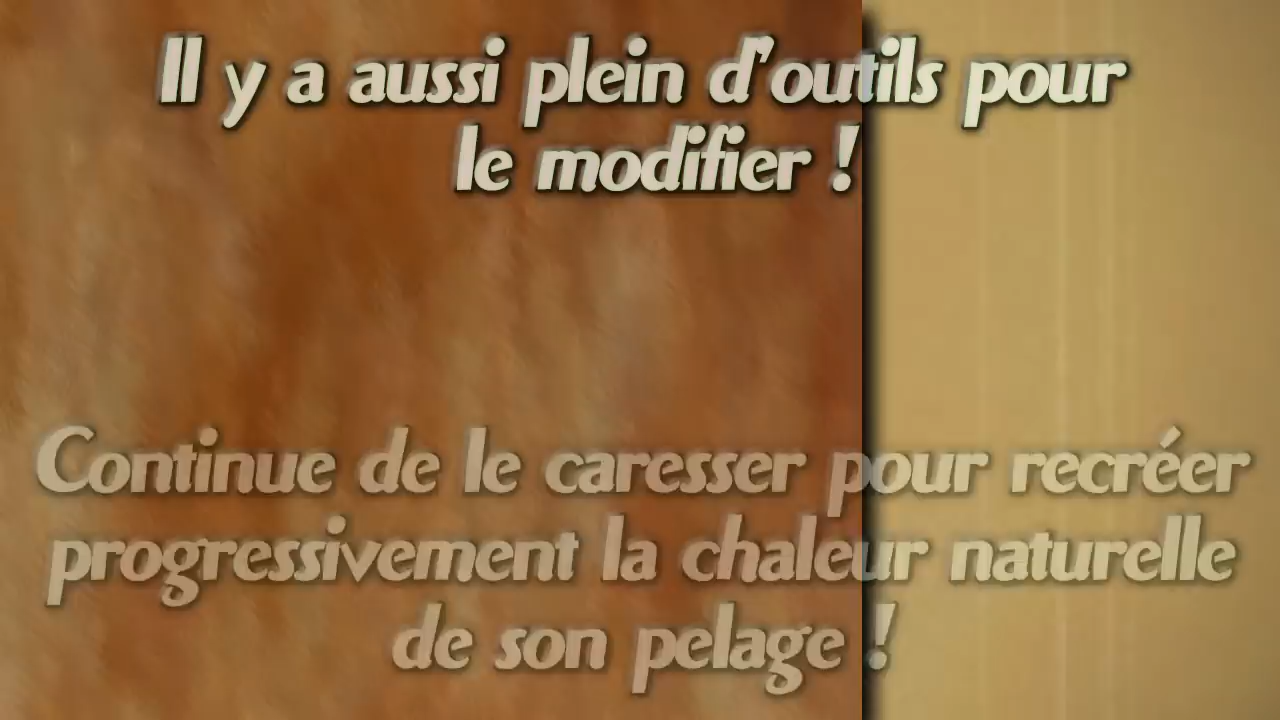 Il y a aussi plein d'outils pour
le modifier !
Continue de le caresser pour recréer
progressivement la chaleur naturelle
de son pelage !